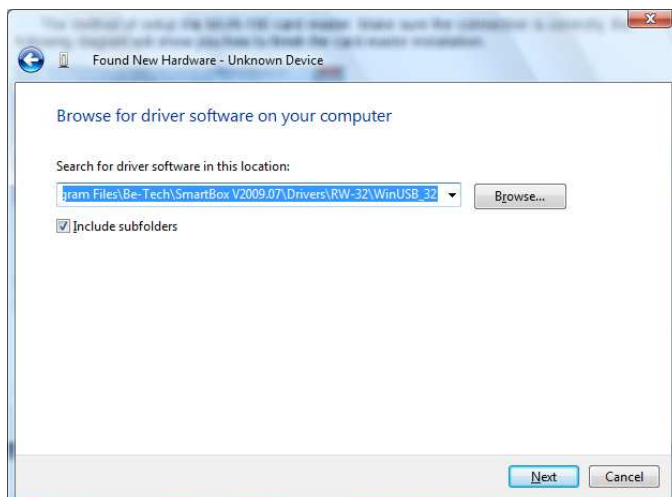 Found New Hardware - Unknown Device
Browse for driver software on your computer
Search for driver software in this location:
gram Files\Be-Tech\SmartBox V2009.07\Drivers\RW-32\WinUSB_32
Browse...
Include subfolders
Next
Cancel